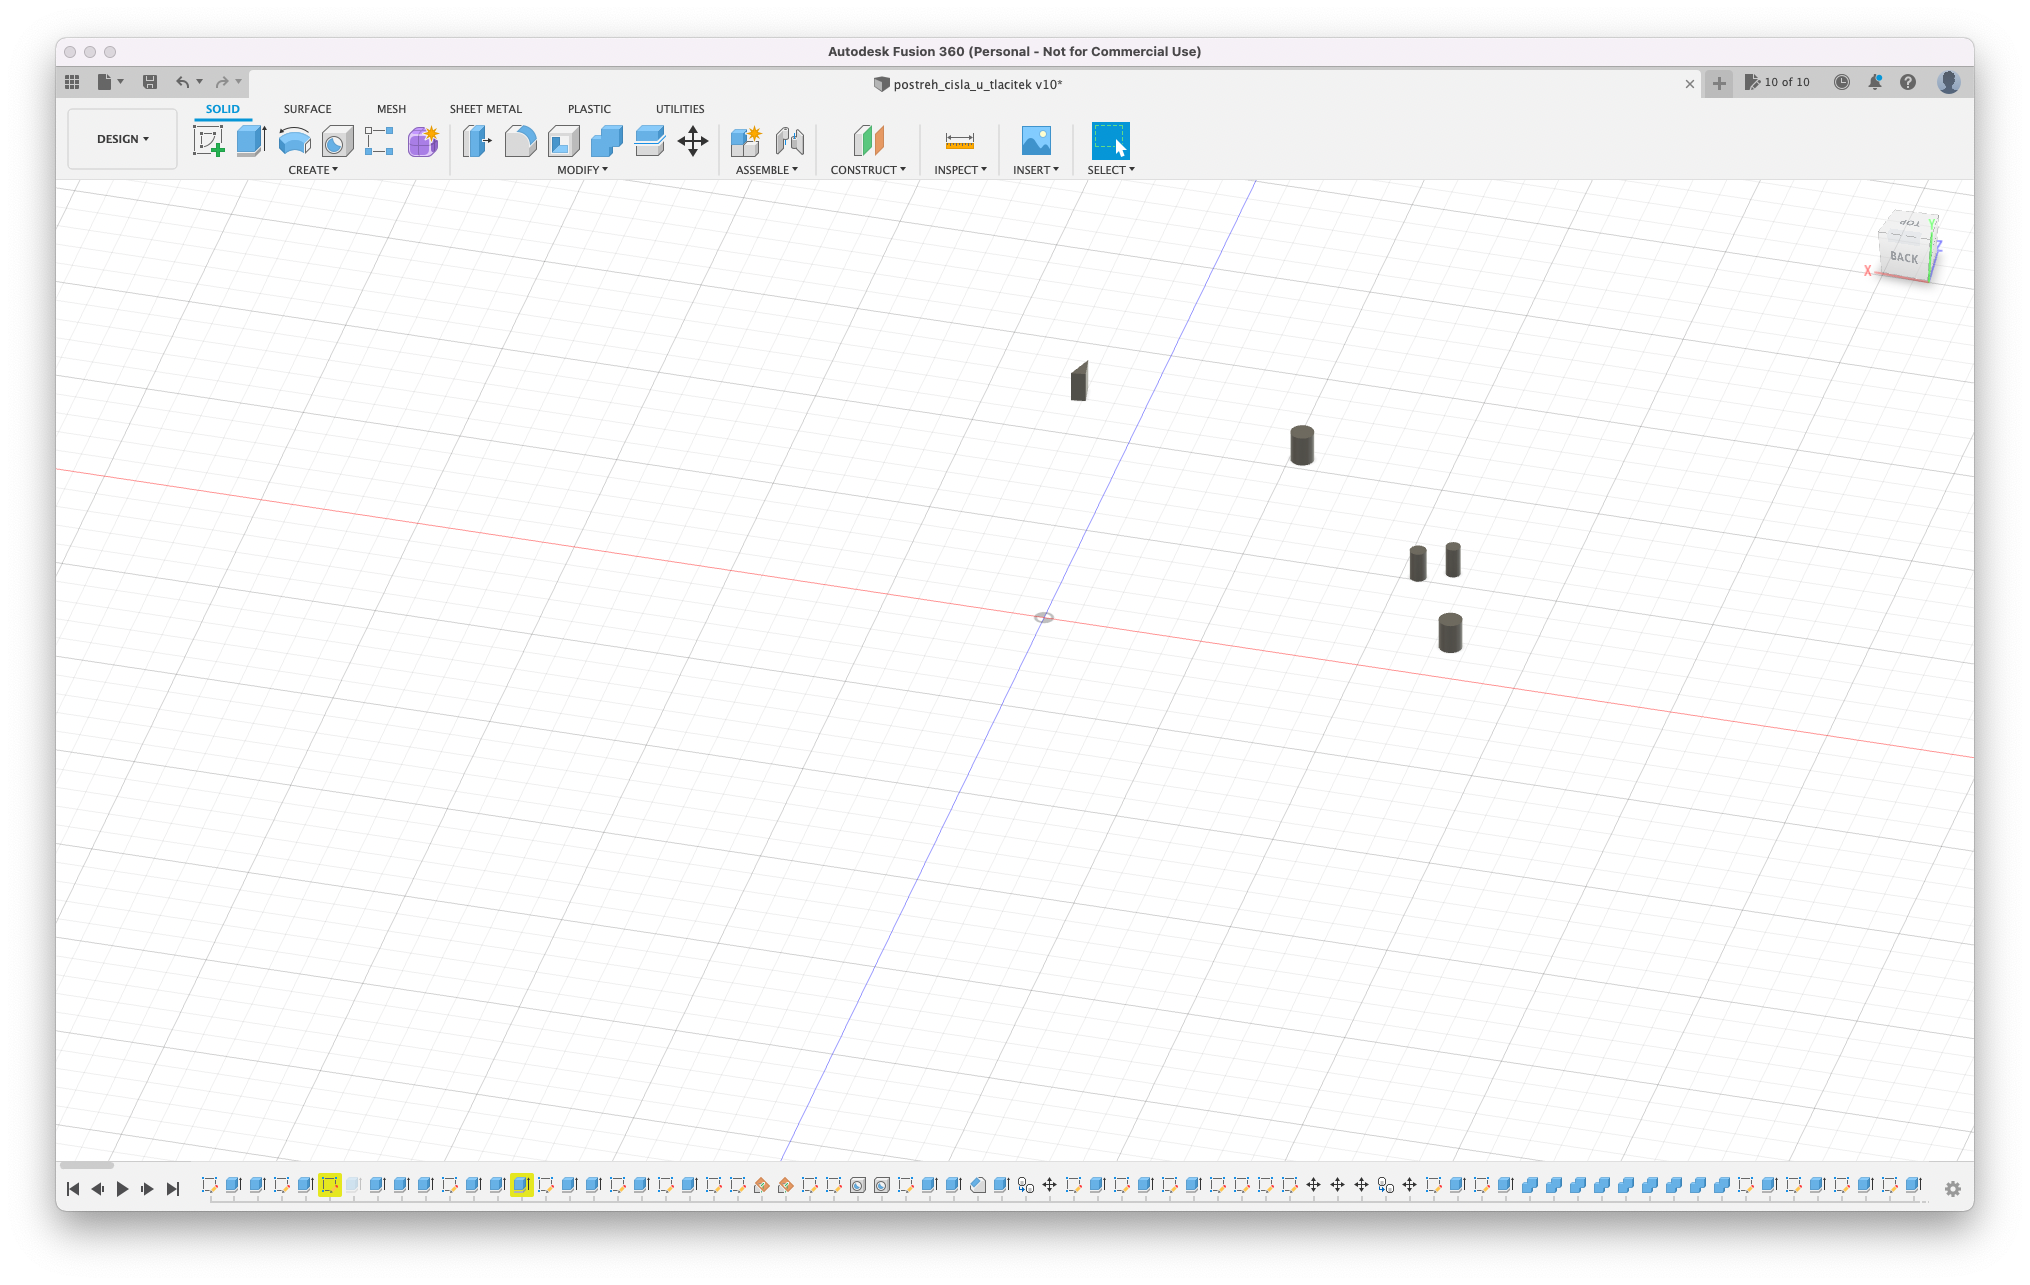 Autodesk Fusion 360 (Personal - Not for Commercial Use)
postreh_cisla_u_tlacitek v10*
10 of 10
SOLID SURFACE MESH SHEET METAL PLASTIC UTILITIES
DESIGN
CREATE MODIFY ASSEMBLE CONSTRUCT INSPECT INSERT SELECT
TOP
Y
Z
BACK
X